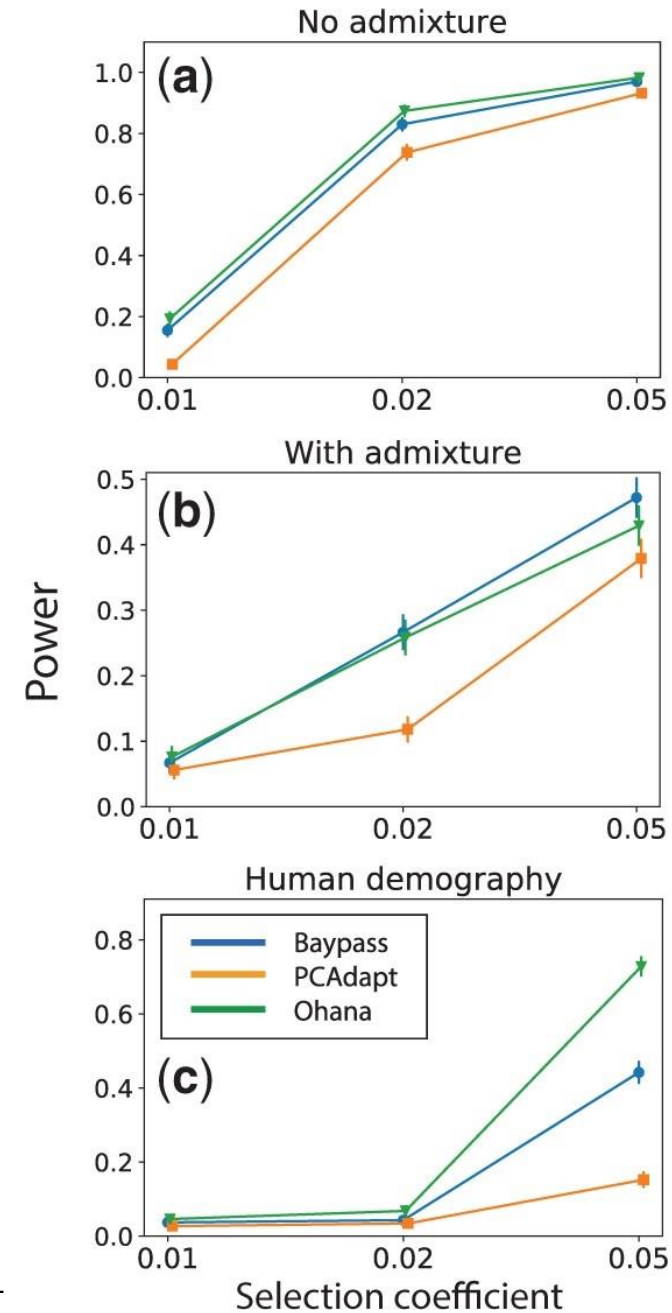 No admixture
(a)
1.0
0.8
0.6
0.4
0.2
0.0
0.01 0.02 0.05
With admixture
(b)
0.5
0.4
0.3
0.2
0.1
0.0
0.01 0.02 0.05
Power
Human demography
Baypass
PCAdapt
Ohana
(c)
0.8
0.6
0.4
0.2
0.0
0.01 0.02 0.05
Selection coefficient